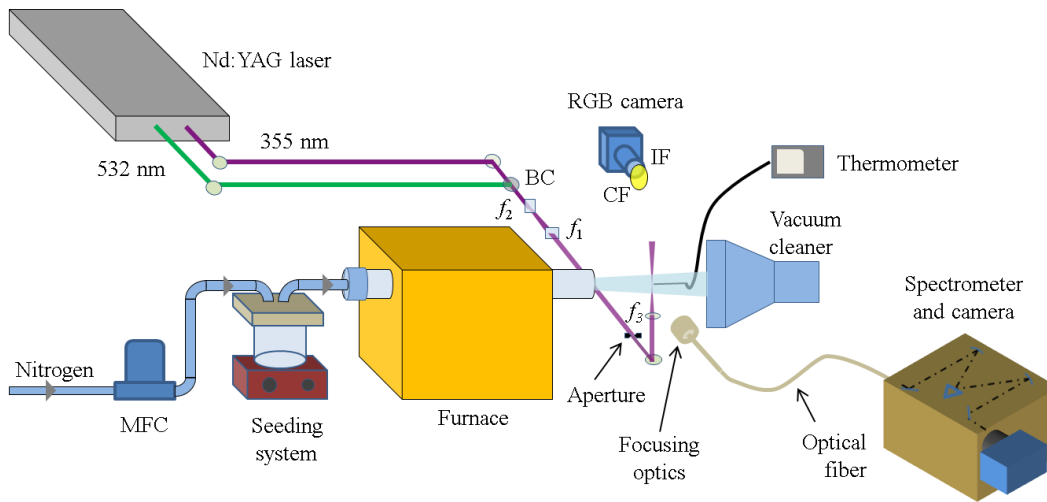 Nd:YAG laser
RGB camera
355 nm
532 nm
IF
CF
Thermometer
BC
f2
f1
Vacuum
cleaner
Spectrometer
and camera
f3
Nitrogen
MFC
Seeding
system
Furnace
Aperture
Focusing
optics
Optical
fiber